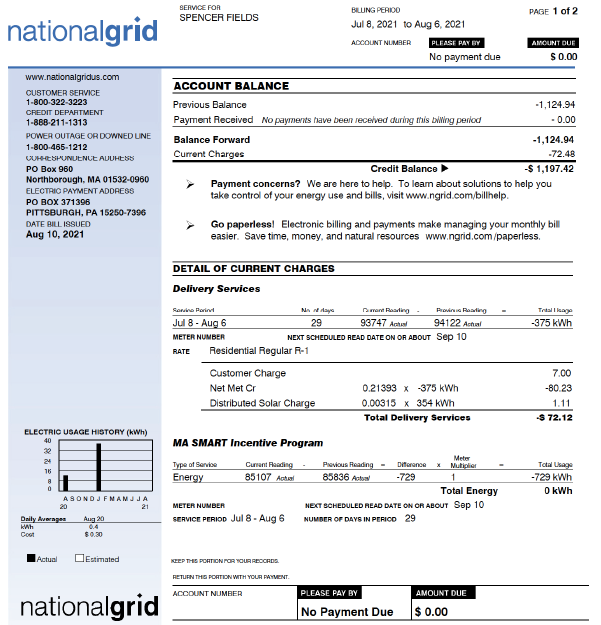 nationalgrid
SERVICE FOR
SPENCER FIELDS
BILLING PERIOD
Jul 8, 2021 to Aug 6, 2021
PAGE 1 of 2
ACCOUNT NUMBER
PLEASE PAY BY
No payment due
AMOUNT DUE
$ 0.00
www.nationalgridus.com
CUSTOMER SERVICE
1-800-322-3223
CREDIT DEPARTMENT
1-888-211-1313
POWER OUTAGE OR DOWNED LINE
1-800-465-1212
CORRESPONDENCE ADDRESS
PO Box 960
Northborough, MA 01532-0960
ELECTRIC PAYMENT ADDRESS
PO BOX 371396
PITTSBURGH, PA 15250-7396
DATE BILL ISSUED
Aug 10, 2021
ACCOUNT BALANCE
Previous Balance -1,124.94
Payment Received No payments have been received during this billing period - 0.00
Balance Forward -1,124.94
Current Charges -72.48
Credit Balance ▶ -$ 1,197.42
➢ Payment concerns? We are here to help. To learn about solutions to help you
take control of your energy use and bills, visit www.ngrid.com/billhelp.
➢ Go paperless! Electronic billing and payments make managing your monthly bill
easier. Save time, money, and natural resources www.ngrid.com/paperless.
DETAIL OF CURRENT CHARGES
Delivery Services
Service Period No. of days Current Reading - Previous Reading = Total Usage
Jul 8 - Aug 6 29 93747 Actual 94122 Actual -375 kWh
METER NUMBER NEXT SCHEDULED READ DATE ON OR ABOUT Sep 10
RATE Residential Regular R-1
Customer Charge 7.00
Net Met Cr 0.21393 x -375 kWh -80.23
Distributed Solar Charge 0.00315 x 354 kWh 1.11
Total Delivery Services -$ 72.12
MA SMART Incentive Program
Type of Service Current Reading - Previous Reading = Difference x Meter Multiplier = Total Usage
Energy 85107 Actual 85836 Actual -729 1 -729 kWh
Total Energy 0 kWh
METER NUMBER NEXT SCHEDULED READ DATE ON OR ABOUT Sep 10
SERVICE PERIOD Jul 8 - Aug 6 NUMBER OF DAYS IN PERIOD 29
ELECTRIC USAGE HISTORY (kWh)
40
32
24
16
8
0
A S O N D J F M A M J J A
20 21
Daily Averages Aug 20
kWh 0.4
Cost $ 0.30
Actual Estimated
KEEP THIS PORTION FOR YOUR RECORDS.
RETURN THIS PORTION WITH YOUR PAYMENT.
nationalgrid
ACCOUNT NUMBER
PLEASE PAY BY
No Payment Due
AMOUNT DUE
$ 0.00